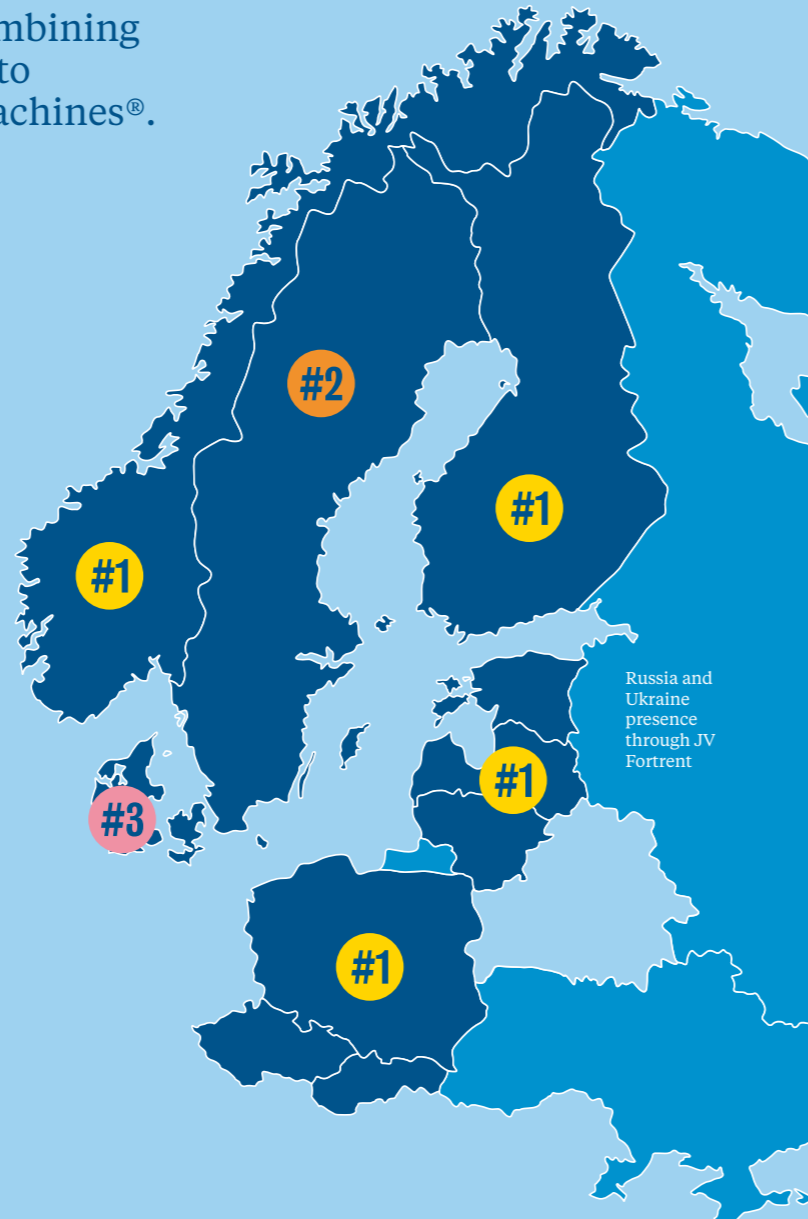 mbining
to
achines®.
#2
#1
#1
Russia and
Ukraine
presence
through JV
Fortrent
#1
#3
#1